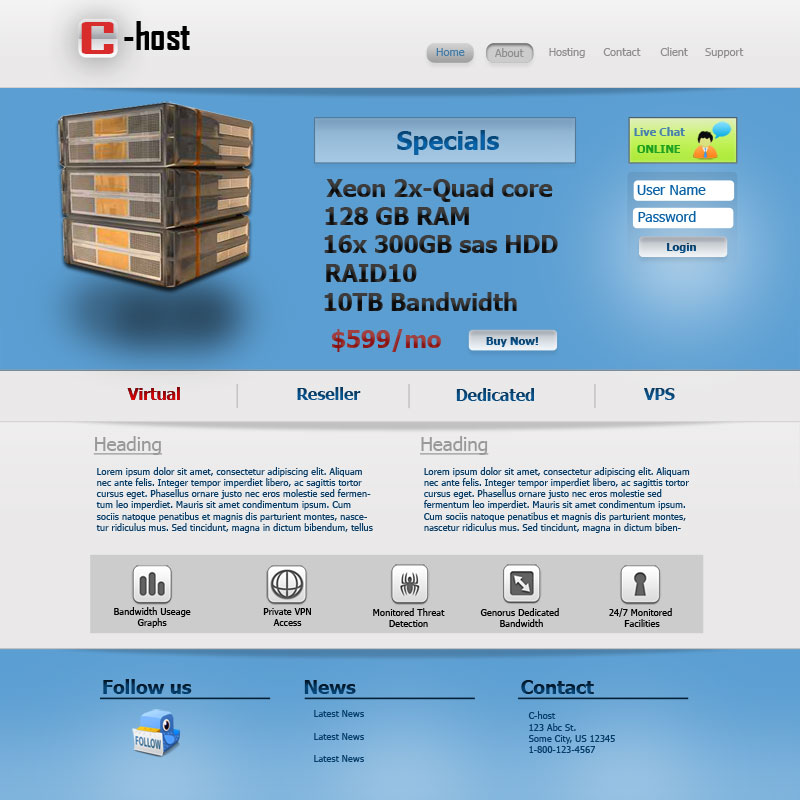 C-host
Home About Hosting Contact Client Support
Specials
Xeon 2x-Quad core
128 GB RAM
16x 300GB sas HDD
RAID10
10TB Bandwidth
$599/mo Buy Now!
Live Chat
ONLINE
User Name
Password
Login
Virtual Reseller Dedicated VPS
Heading
Lorem ipsum dolor sit amet, consectetur adipiscing elit. Aliquam
nec ante felis. Integer tempor imperdiet libero, ac sagittis tortor
cursus eget. Phasellus ornare justo nec eros molestie sed fermen-
tum leo imperdiet. Mauris sit amet condimentum ipsum. Cum
sociis natoque penatibus et magnis dis parturient montes, nasce-
tur ridiculus mus. Sed tincidunt, magna in dictum bibendum, tellus
Heading
Lorem ipsum dolor sit amet, consectetur adipiscing elit. Aliquam
nec ante felis. Integer tempor imperdiet libero, ac sagittis tortor
cursus eget. Phasellus ornare justo nec eros molestie sed
fermentum leo imperdiet. Mauris sit amet condimentum ipsum.
Cum sociis natoque penatibus et magnis dis parturient montes,
nascetur ridiculus mus. Sed tincidunt, magna in dictum biben-
Bandwidth Useage
Graphs
Private VPN
Access
Monitored Threat
Detection
Genorus Dedicated
Bandwidth
24/7 Monitored
Facilities
Follow us
FOLLOW
News
Latest News
Latest News
Latest News
Contact
C-host
123 Abc St.
Some City, US 12345
1-800-123-4567